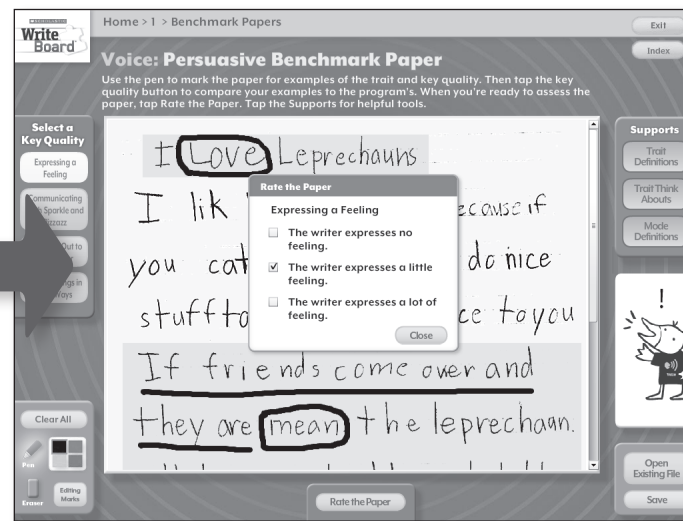 SCHOLASTIC
Write
Board
Home > 1 > Benchmark Papers
Exit
Index
Voice: Persuasive Benchmark Paper
Use the pen to mark the paper for examples of the trait and key quality. Then tap the key
quality button to compare your examples to the program's. When you're ready to assess the
paper, tap Rate the Paper. Tap the Supports for helpful tools.
Select a
Key Quality
Expressing a
Feeling
Communicating
Sparkle and
Out to
in
I Love Leprechauns
I lik
if
you
do nice
to you
If friends come over and
they are mean the leprechaun.
Rate the Paper
Expressing a Feeling
The writer expresses no
feeling.
The writer expresses a little
feeling.
The writer expresses a lot of
feeling.
Close
Supports
Trait
Definitions
Trait Think
Abouts
Mode
Definitions
!
Clear All
Pen
Eraser
Editing
Marks
Rate the Paper
Open
Existing File
Save